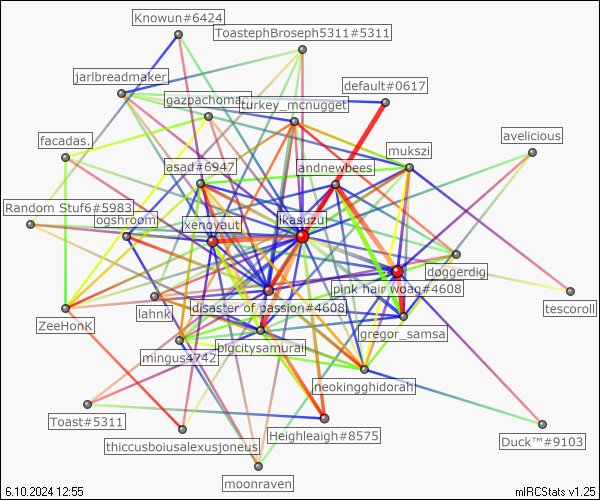 Knowun#6424
ToastephBroseph5311#5311
jarlbreadmaker
default#0617
gazpachoma
turkey_mcnugget
facadas.
avelicious
mukszi
asad#6947
andnewbees
Random Stuf6#5983
ogshroom
xenovaut
ikasuzu
doggerdig
pink hair woag#4608
tescoroll
lahnk
disaster of passion#4608
ZeeHonK
gregor_samsa
bigcitysamurai
mingus4742
neokingghidorah
Toast#5311
Heighleigh#8575
thiccusboiusalexusjoneus
Duck™#9103
moonraven
6.10.2024 12:55
mIRCStats v1.25